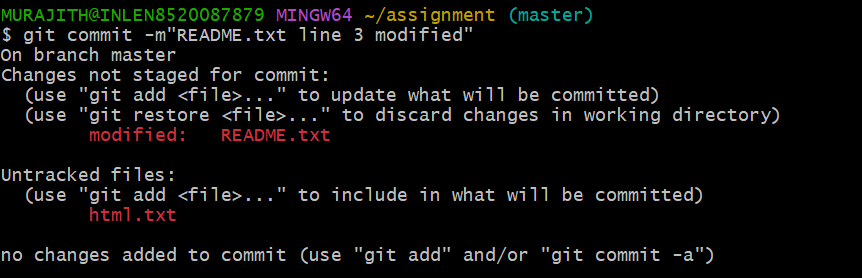 MURAJITH@INLEN8520087879 MINGW64 ~/assignment (master)
$ git commit -m"README.txt line 3 modified"
On branch master
Changes not staged for commit:
  (use "git add <file>..." to update what will be committed)
  (use "git restore <file>..." to discard changes in working directory)
        modified:   README.txt

Untracked files:
  (use "git add <file>..." to include in what will be committed)
        html.txt

no changes added to commit (use "git add" and/or "git commit -a")